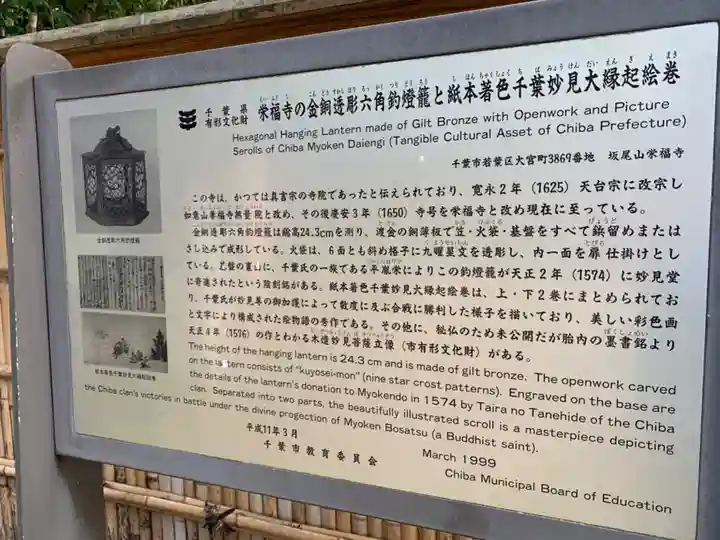 千葉県
有形文化財
栄福寺の金銅透彫六角釣燈籠と紙本著色千葉妙見大縁起絵巻
Hexagonal Hanging Lantern made of Gilt Bronze with Openwork and Picture
Scrolls of Chiba Myoken Daiengi (Tangible Cultural Asset of Chiba Prefecture)
千葉市若葉区大宮町3869番地 坂尾山栄福寺
この寺は、かつては真言宗の寺院であったと伝えられており、寛永2年(1625)天台宗に改宗し
如意山華福寺無量院と改め、その後慶安3年(1650)寺号を栄福寺と改め現在に至っている。
金銅透彫六角釣燈籠は総高24.3cmを測り、渡金の銅薄板で笠・火袋・基盤をすべて鋲留めまたは
さし込みで成形している。火袋は、6面とも斜め格子に九曜星文を透彫し、内一面を扉仕掛けとし
ている。芝盤の裏山に、千葉氏の一族である平胤栄によりこの釣燈籠が天正2年(1574)に妙見堂
に寄進されたという陰刻銘がある。紙本著色千葉妙見大縁起絵巻は、上・下2巻にまとめられてお
り、千葉氏が妙見尊の御加護によって数度に及ぶ合戦に勝利した様子を描いており、美しい彩色画
と文字により構成された絵物語の秀作である。その他に、秘仏のため未公開だが胎内の墨書銘より
天正4年(1576)の作とわかる木造妙見菩薩立像(市有形文化財)がある。
The height of the hanging lantern is 24.3 cm and is made of gilt bronze. The openwork carved
on the lantern consists of "kuyosei-mon" (nine star crost patterns). Engraved on the base are
the details of the lantern's donation to Myokendo in 1574 by Taira no Tanehide of the Chiba
clan. Separated into two parts, the beautifully illustrated scroll is a masterpiece depicting
the Chiba clan's victories in battle under the divine progection of Myoken Bosatsu (a Buddhist saint).
平成11年3月
千葉市教育委員会
March 1999
Chiba Municipal Board of Education
金銅透彫六角釣燈籠
紙本著色千葉妙見大縁起絵巻